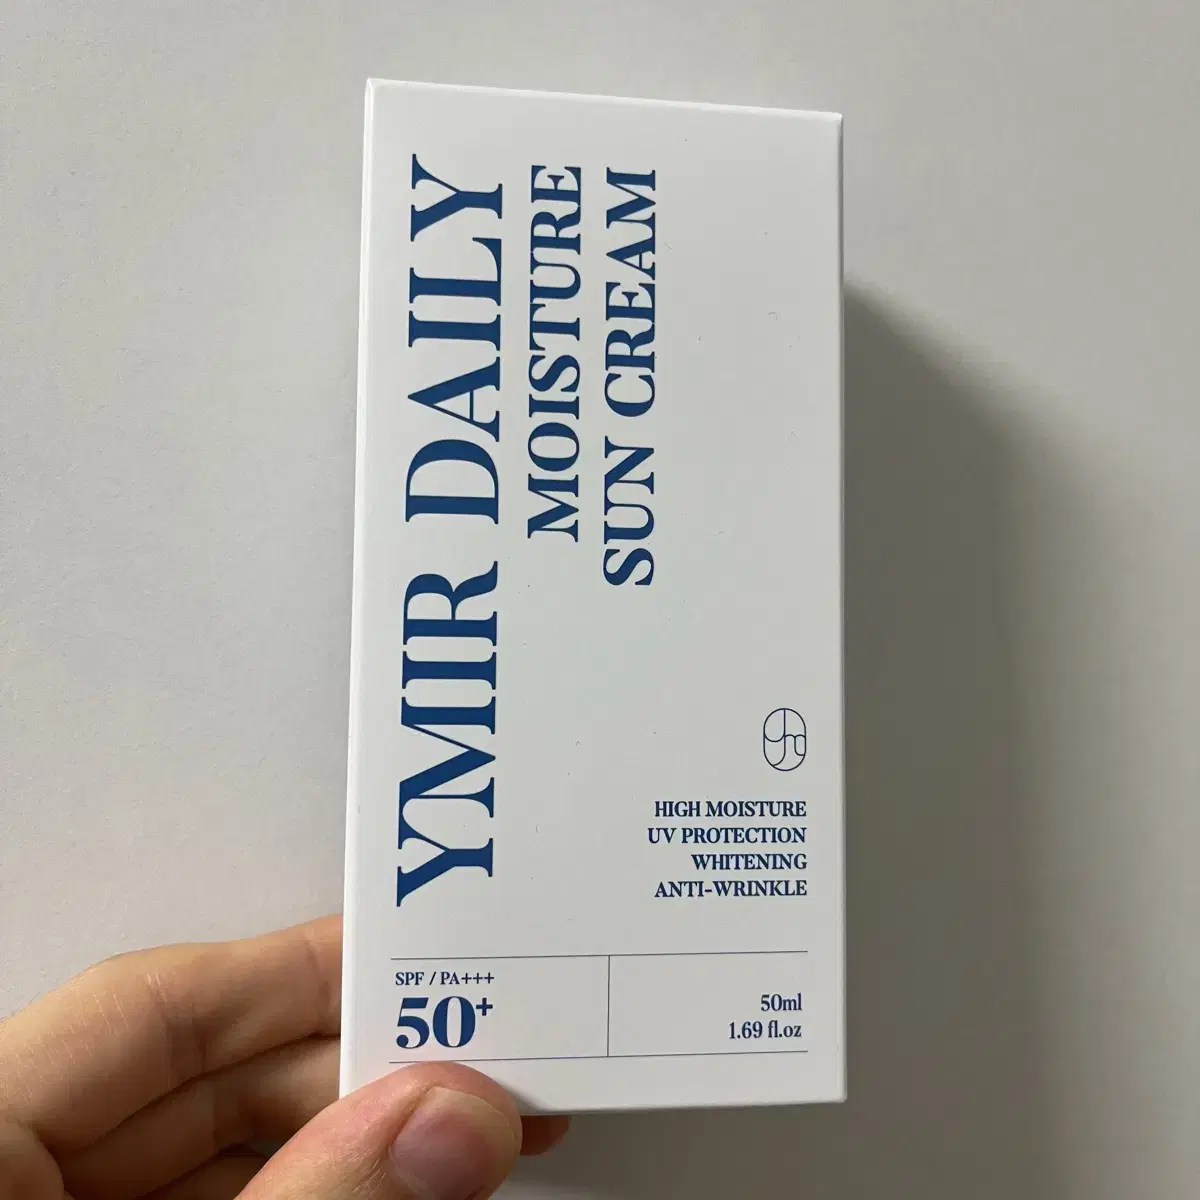 YMIR DAILY
MOISTURE
SUN CREAM
HIGH MOISTURE
UV PROTECTION
WHITENING
ANTI-WRINKLE
SPF / PA+++
50+
50ml
1.69 fl.oz